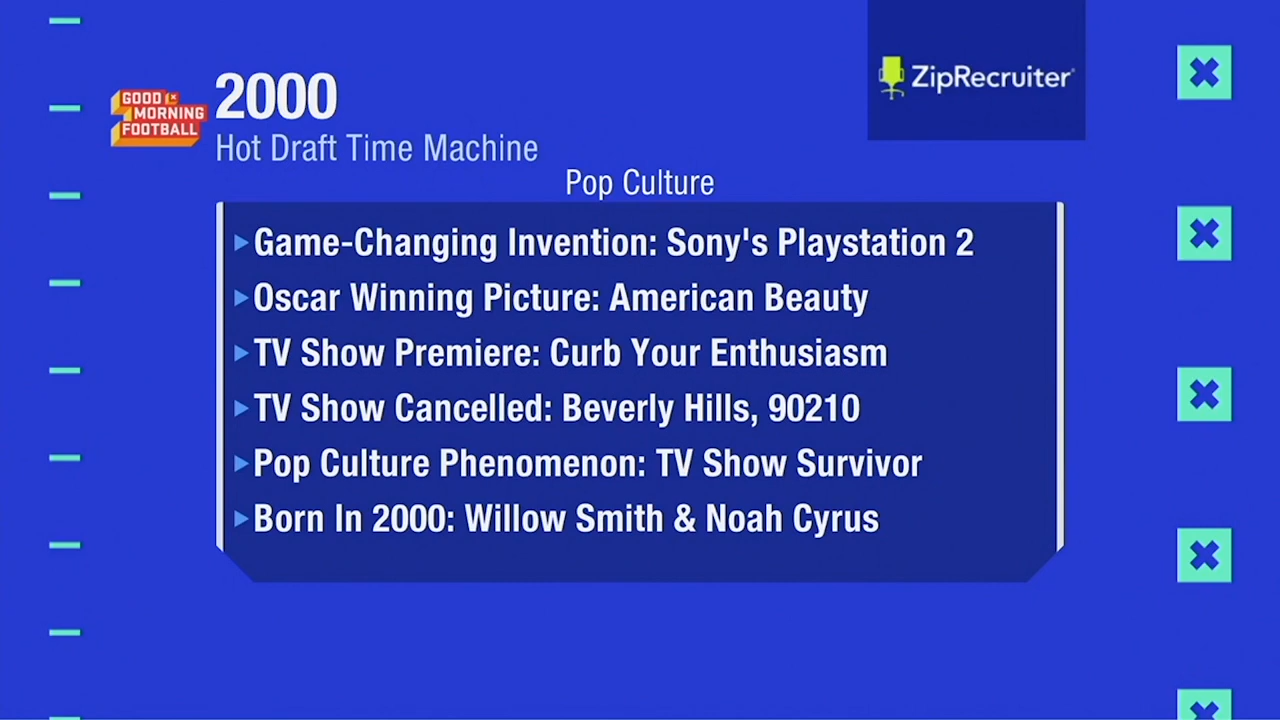 GOOD
MORNING
FOOTBALL
2000
Hot Draft Time Machine
ZipRecruiter
Pop Culture
Game-Changing Invention: Sony's Playstation 2
Oscar Winning Picture: American Beauty
TV Show Premiere: Curb Your Enthusiasm
TV Show Cancelled: Beverly Hills, 90210
Pop Culture Phenomenon: TV Show Survivor
Born In 2000: Willow Smith & Noah Cyrus